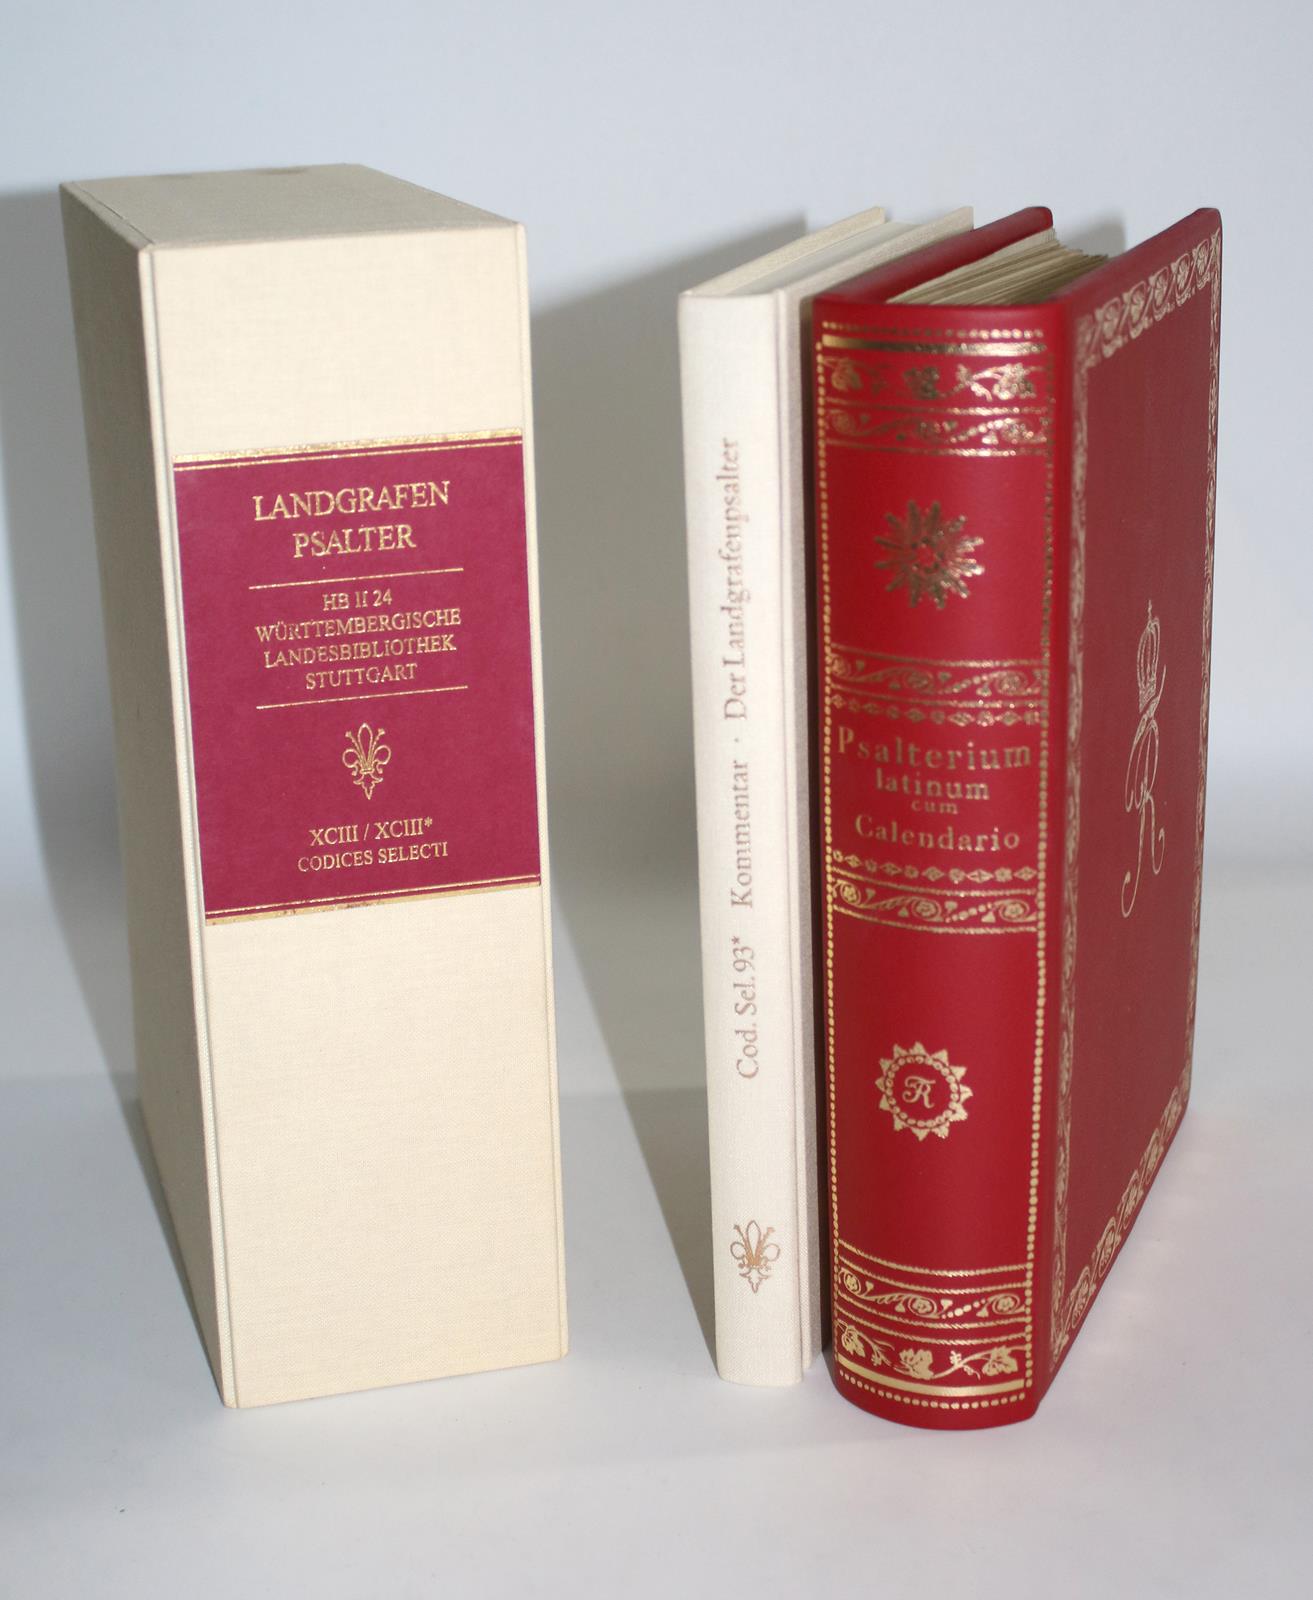 LANDGRAFEN
PSALTER
HB II 24
WÜRTTEMBERGISCHE
LANDESBIBLIOTHEK
STUTTGART
XCIII / XCIII*
CODICES SELECTI
Cod. Sel. 93* Kommentar · Der Landgrafenpsalter
Psalterium
latinum
cum
Calendario